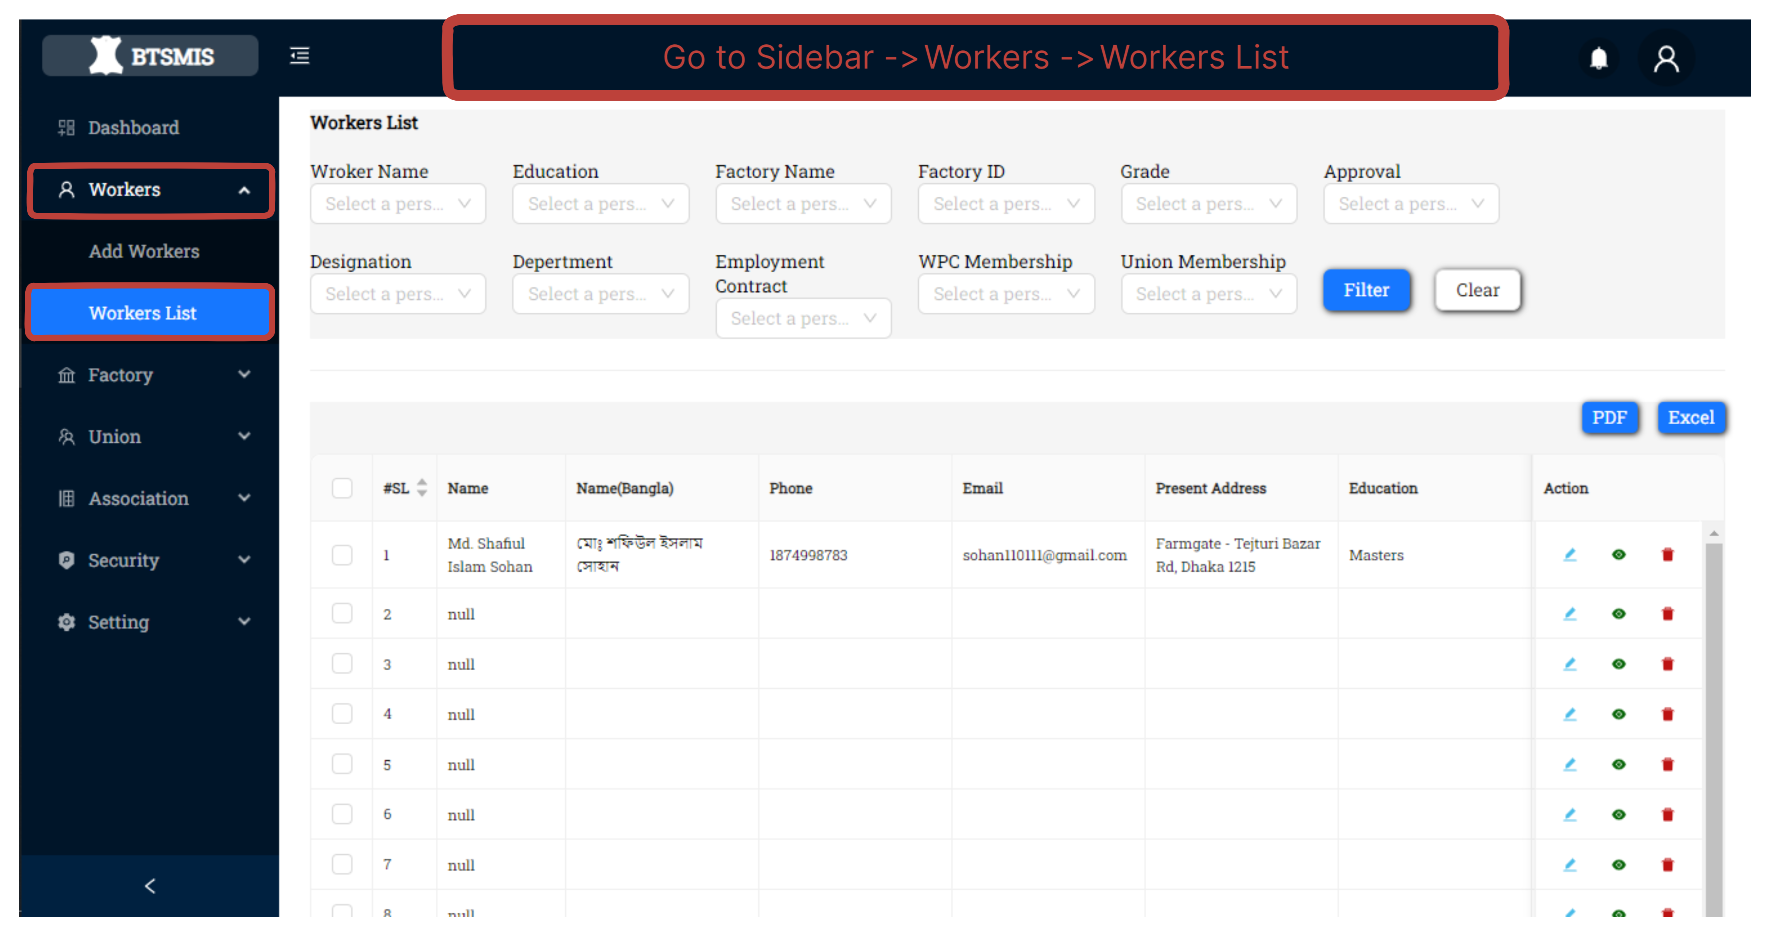 BTSMIS
Go to Sidebar ->Workers ->Workers List
Dashboard
Workers
Add Workers
Workers List
Factory
Union
Association
Security
Setting
Workers List
Wroker Name Education Factory Name Factory ID Grade Approval
Select a pers... Select a pers... Select a pers... Select a pers... Select a pers... Select a pers...
Designation Depertment Employment Contract WPC Membership Union Membership
Select a pers... Select a pers... Select a pers... Select a pers... Select a pers... Filter Clear
PDF Excel
#SL Name Name(Bangla) Phone Email Present Address Education Action
1 Md. Shafiul Islam Sohan মোঃ শফিউল ইসলাম সোহান 1874998783 sohan110111@gmail.com Farmgate - Tejturi Bazar Rd, Dhaka 1215 Masters
2 null
3 null
4 null
5 null
6 null
7 null
8 null